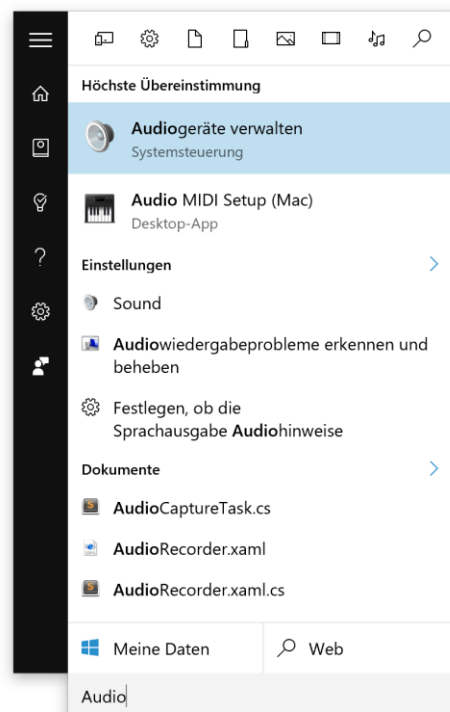 Höchste Übereinstimmung
Audiogeräte verwalten
Systemsteuerung
Audio MIDI Setup (Mac)
Desktop-App
Einstellungen
Sound
Audiowiedergabeprobleme erkennen und
beheben
Festlegen, ob die
Sprachausgabe Audiohinweise
Dokumente
AudioCaptureTask.cs
AudioRecorder.xaml
AudioRecorder.xaml.cs
Meine Daten
Web
Audio